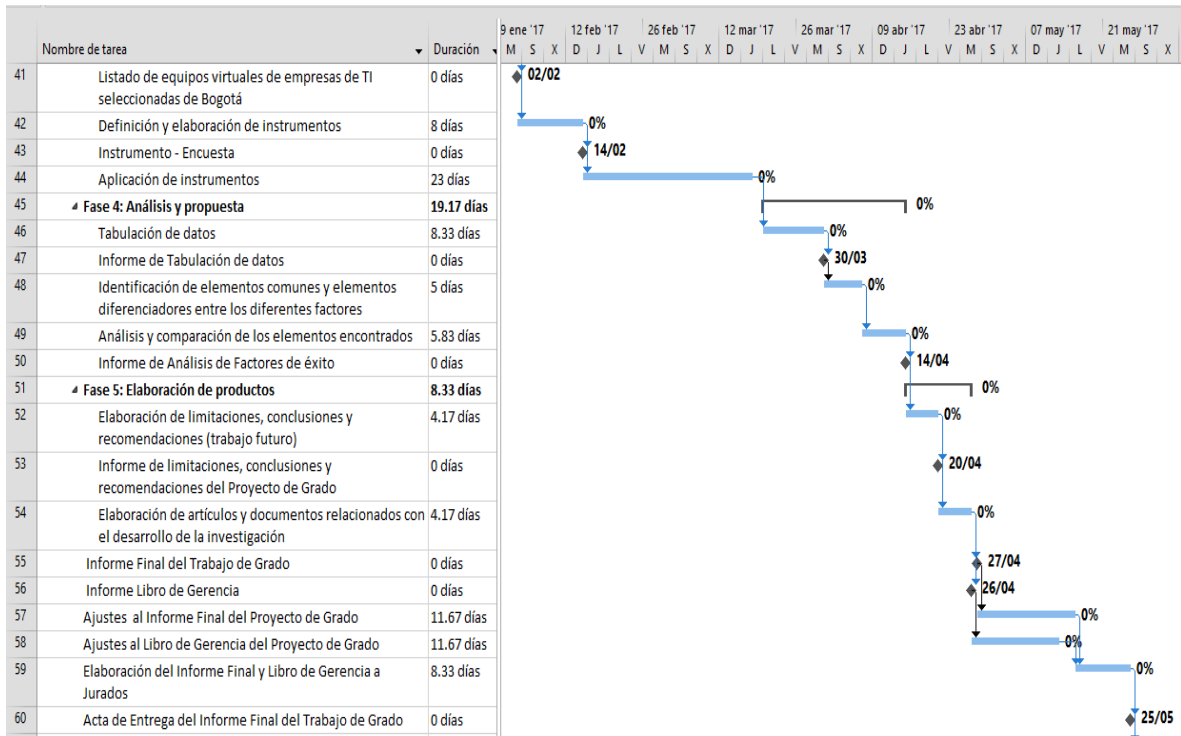 9 ene '17 12 feb '17 26 feb '17 12 mar '17 26 mar '17 09 abr '17 23 abr '17 07 may '17 21 may '17
Nombre de tarea Duración M S X D J L V M S X D J L V M S X D J L V M S X D J L V M S X
41 Listado de equipos virtuales de empresas de TI 0 días 02/02
seleccionadas de Bogotá
42 Definición y elaboración de instrumentos 8 días 0%
43 Instrumento - Encuesta 0 días 14/02
44 Aplicación de instrumentos 23 días 0%
45 Fase 4: Análisis y propuesta 19.17 días 0%
46 Tabulación de datos 8.33 días 0%
47 Informe de Tabulación de datos 0 días 30/03
48 Identificación de elementos comunes y elementos 5 días 0%
diferenciadores entre los diferentes factores
49 Análisis y comparación de los elementos encontrados 5.83 días 0%
50 Informe de Análisis de Factores de éxito 0 días 14/04
51 Fase 5: Elaboración de productos 8.33 días 0%
52 Elaboración de limitaciones, conclusiones y 4.17 días 0%
recomendaciones (trabajo futuro)
53 Informe de limitaciones, conclusiones y 0 días 20/04
recomendaciones del Proyecto de Grado
54 Elaboración de artículos y documentos relacionados con 4.17 días 0%
el desarrollo de la investigación
55 Informe Final del Trabajo de Grado 0 días 27/04
56 Informe Libro de Gerencia 0 días 26/04
57 Ajustes al Informe Final del Proyecto de Grado 11.67 días 0%
58 Ajustes al Libro de Gerencia del Proyecto de Grado 11.67 días 0%
59 Elaboración del Informe Final y Libro de Gerencia a 8.33 días 0%
Jurados
60 Acta de Entrega del Informe Final del Trabajo de Grado 0 días 25/05